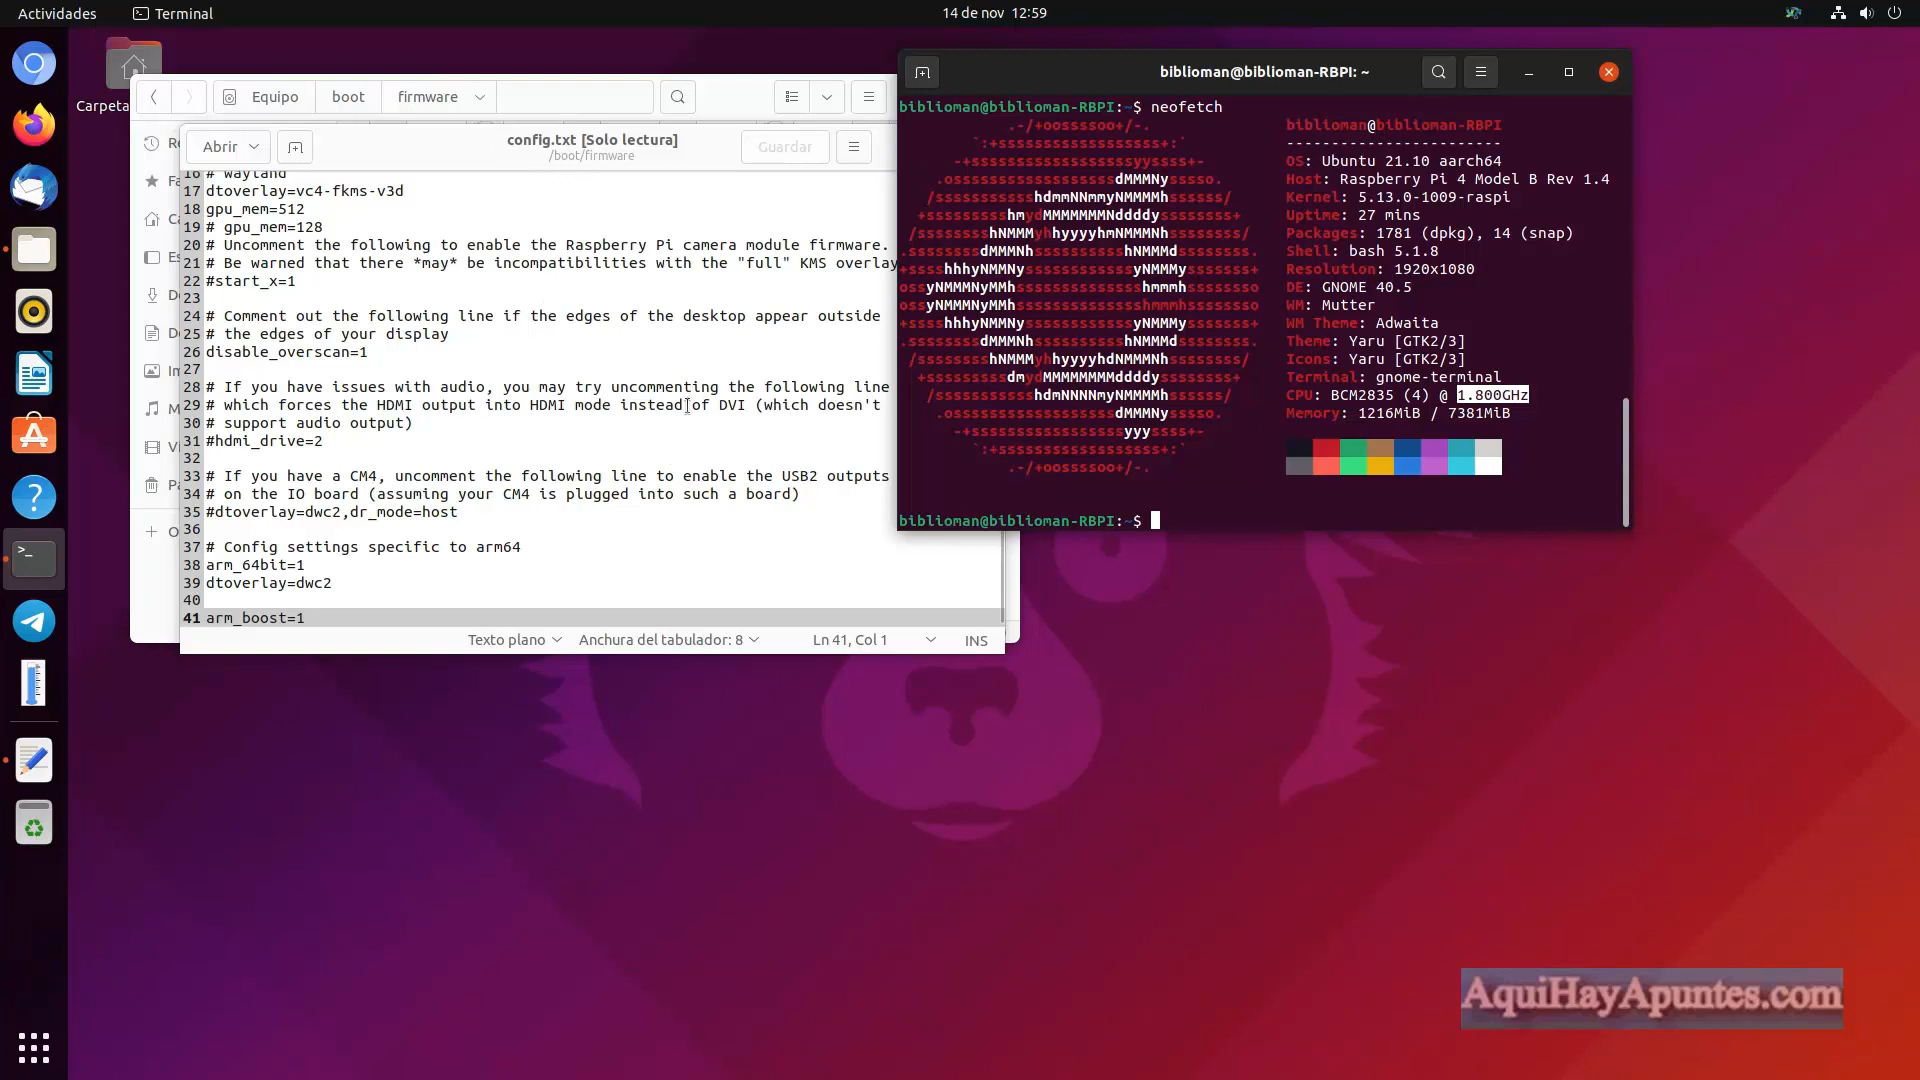 Actividades
Terminal
14 de nov 12:59
Carpeta
Equipo
boot
firmware
Abrir
config.txt [Solo lectura]
/boot/firmware
Guardar
16 # wayland
17 dtoverlay=vc4-fkms-v3d
18 gpu_mem=512
19 # gpu_mem=128
20 # Uncomment the following to enable the Raspberry Pi camera module firmware.
21 # Be warned that there *may* be incompatibilities with the "full" KMS overlay
22 #start_x=1
23
24 # Comment out the following line if the edges of the desktop appear outside
25 # the edges of your display
26 disable_overscan=1
27
28 # If you have issues with audio, you may try uncommenting the following line
29 # which forces the HDMI output into HDMI mode instead of DVI (which doesn't
30 # support audio output)
31 #hdmi_drive=2
32
33 # If you have a CM4, uncomment the following line to enable the USB2 outputs
34 # on the IO board (assuming your CM4 is plugged into such a board)
35 #dtoverlay=dwc2,dr_mode=host
36
37 # Config settings specific to arm64
38 arm_64bit=1
39 dtoverlay=dwc2
40
41 arm_boost=1
Texto plano
Anchura del tabulador: 8
Ln 41, Col 1
INS
biblioman@biblioman-RBPI: ~
biblioman@biblioman-RBPI:~$ neofetch
biblioman@biblioman-RBPI
------------------------
OS: Ubuntu 21.10 aarch64
Host: Raspberry Pi 4 Model B Rev 1.4
Kernel: 5.13.0-1009-raspi
Uptime: 27 mins
Packages: 1781 (dpkg), 14 (snap)
Shell: bash 5.1.8
Resolution: 1920x1080
DE: GNOME 40.5
WM: Mutter
WM Theme: Adwaita
Theme: Yaru [GTK2/3]
Icons: Yaru [GTK2/3]
Terminal: gnome-terminal
CPU: BCM2835 (4) @ 1.800GHz
Memory: 1216MiB / 7381MiB
biblioman@biblioman-RBPI:~$
AquiHayApuntes.com